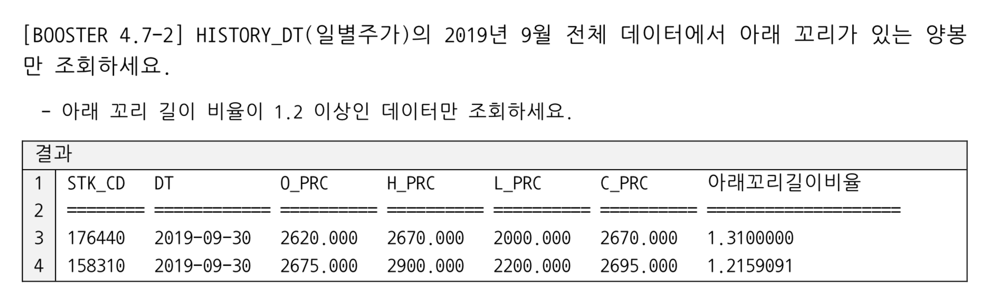 [BOOSTER 4.7-2] HISTORY_DT(일별주가)의 2019년 9월 전체 데이터에서 아래 꼬리가 있는 양봉
만 조회하세요.
- 아래 꼬리 길이 비율이 1.2 이상인 데이터만 조회하세요.
결과
1 STK_CD DT O_PRC H_PRC L_PRC C_PRC 아래꼬리길이비율
2 ======== ============ ========== ========== ========== ========== ====================
3 176440 2019-09-30 2620.000 2670.000 2000.000 2670.000 1.3100000
4 158310 2019-09-30 2675.000 2900.000 2200.000 2695.000 1.2159091